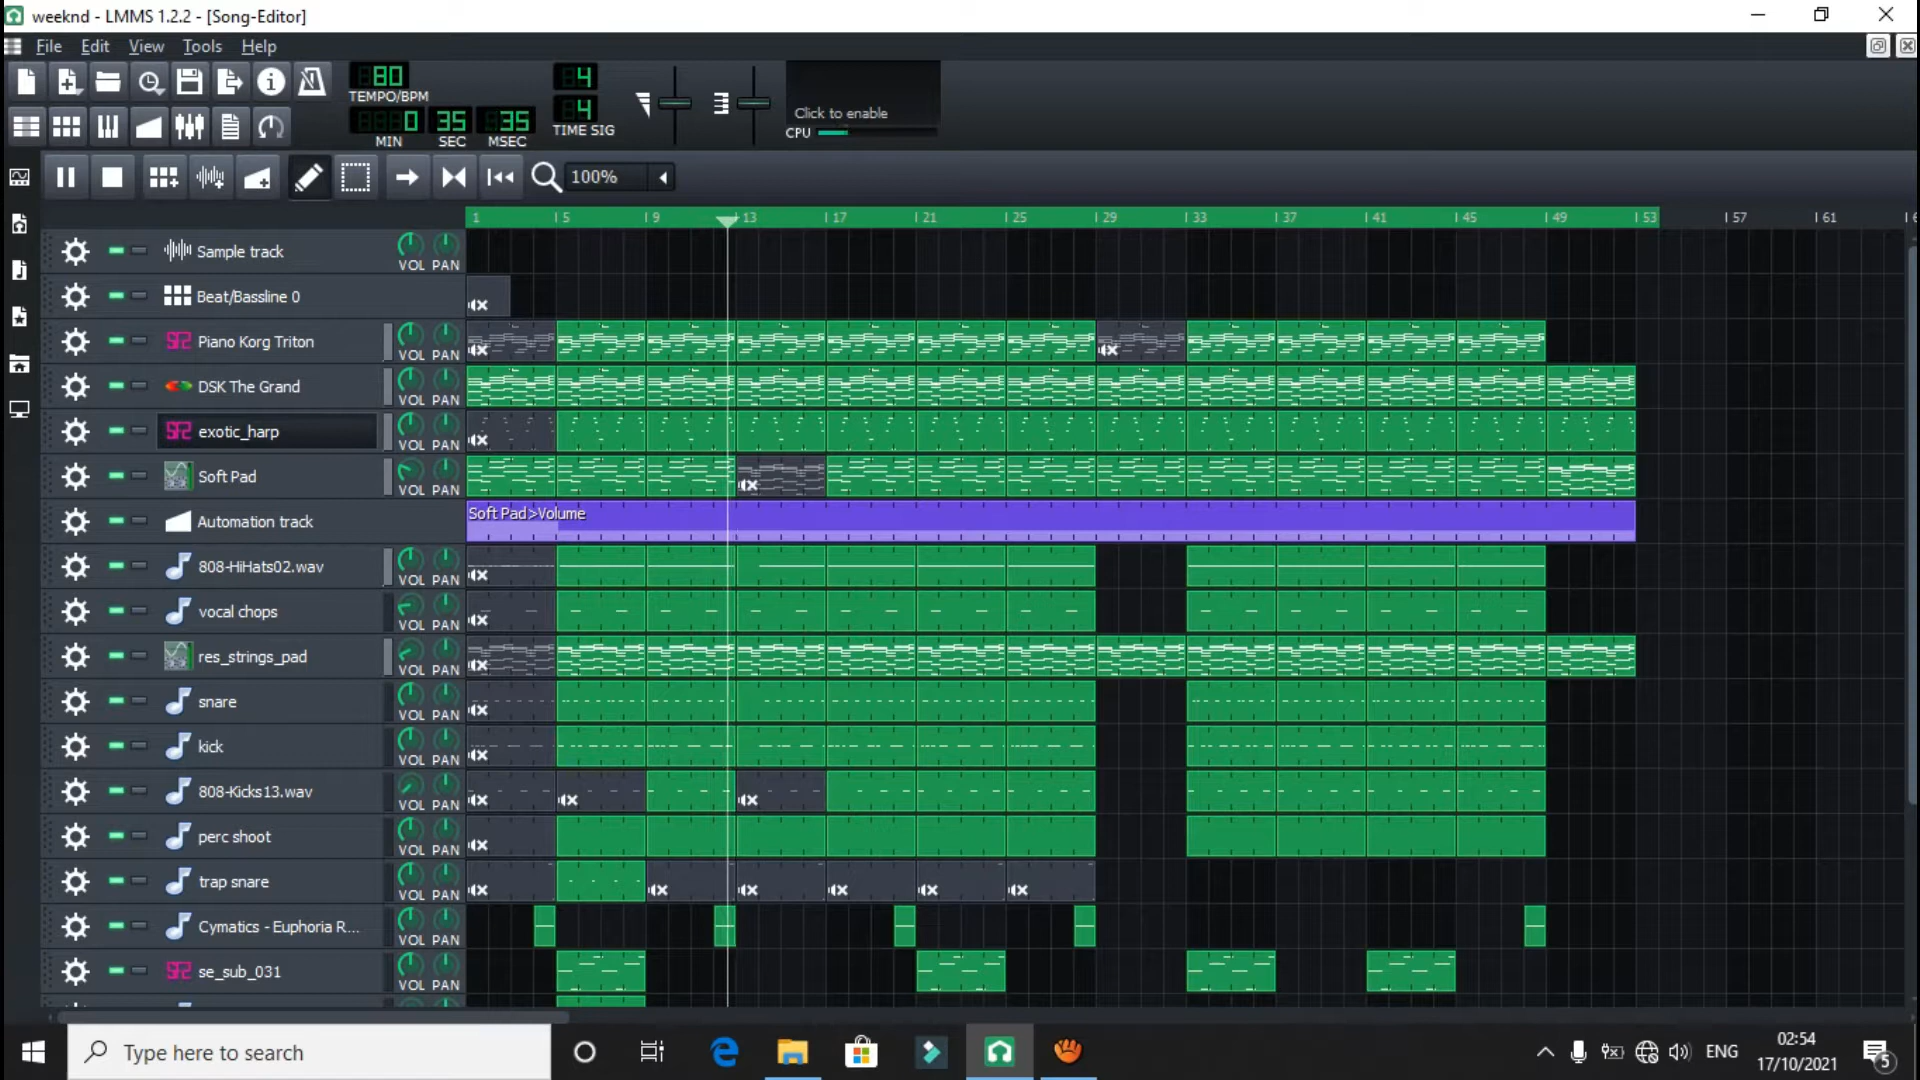 weeknd - LMMS 1.2.2 - [Song-Editor]
File Edit View Tools Help
80
TEMPO/BPM
0 35 35
MIN SEC MSEC
4
4
TIME SIG
Click to enable
CPU
100%
1 5 9 13 17 21 25 29 33 37 41 45 49 53 57 61
Sample track VOL PAN
Beat/Bassline 0
Piano Korg Triton VOL PAN
DSK The Grand VOL PAN
exotic_harp VOL PAN
Soft Pad VOL PAN
Automation track Soft Pad>Volume
808-HiHats02.wav VOL PAN
vocal chops VOL PAN
res_strings_pad VOL PAN
snare VOL PAN
kick VOL PAN
808-Kicks13.wav VOL PAN
perc shoot VOL PAN
trap snare VOL PAN
Cymatics - Euphoria R... VOL PAN
se_sub_031 VOL PAN
Type here to search
ENG
02:54
17/10/2021
5